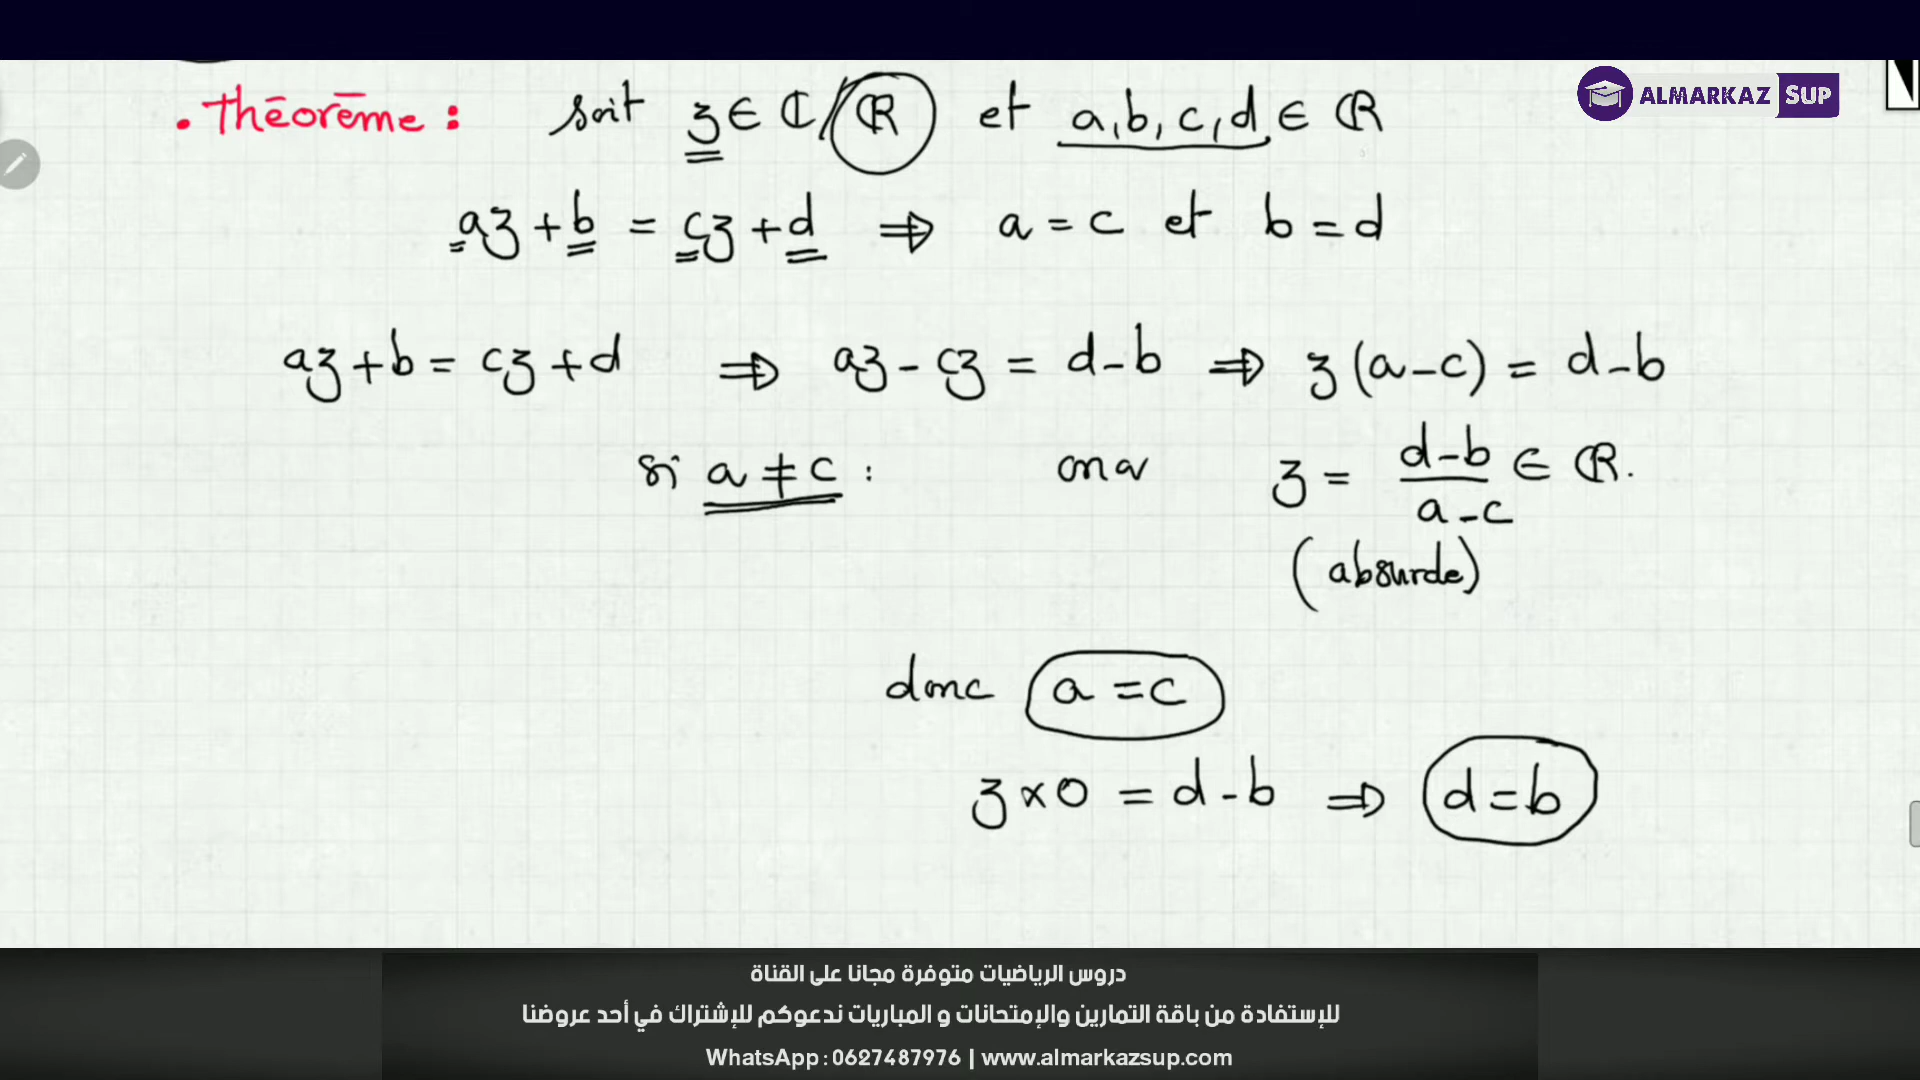 ALMARKAZ SUP
. Théorème : soit z ∈ ℂ/ℝ et a, b, c, d ∈ ℝ
az + b = cz + d ⇒ a = c et b = d
az + b = cz + d ⇒ az - cz = d - b ⇒ z (a - c) = d - b
si a ≠ c : on a z = (d - b)/(a - c) ∈ ℝ.
(absurde)
donc a = c
z × 0 = d - b ⇒ d = b
دروس الرياضيات متوفرة مجانا على القناة
للإستفادة من باقة التمارين والإمتحانات و المباريات ندعوكم للإشتراك في أحد عروضنا
WhatsApp : 0627487976 | www.almarkazsup.com